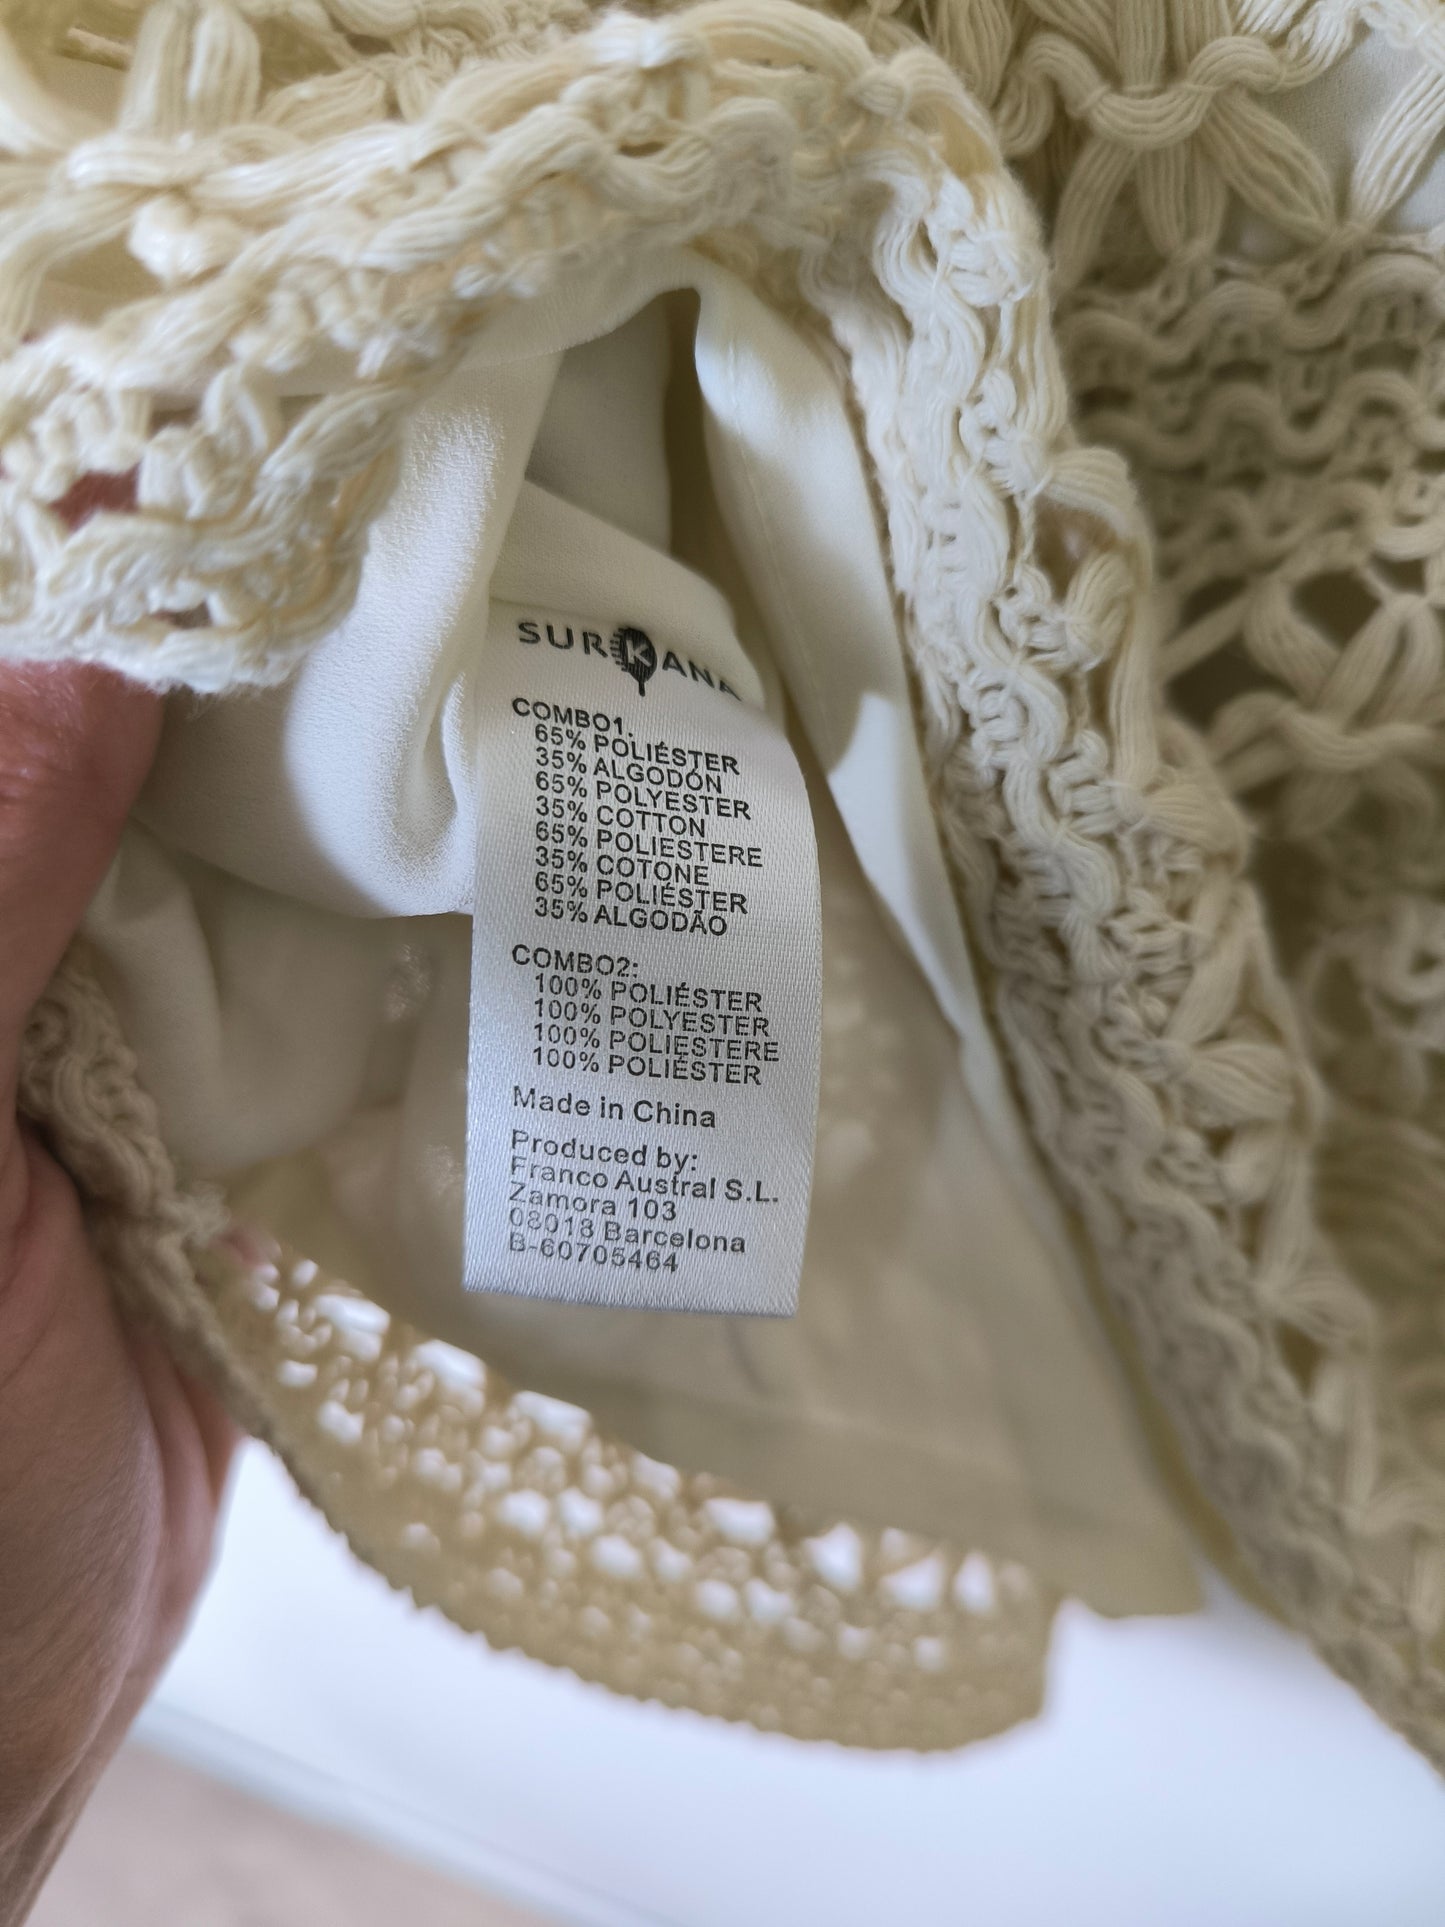 SURKANA
COMBO1.
65% POLIÉSTER
35% ALGODÓN
65% POLYESTER
35% COTTON
65% POLIESTERE
35% COTONE
65% POLIÉSTER
35% ALGODÃO
COMBO2:
100% POLIÉSTER
100% POLYESTER
100% POLIESTERE
100% POLIÉSTER
Made in China
Produced by:
Franco Austral S.L.
Zamora 103
08018 Barcelona
B-60705464